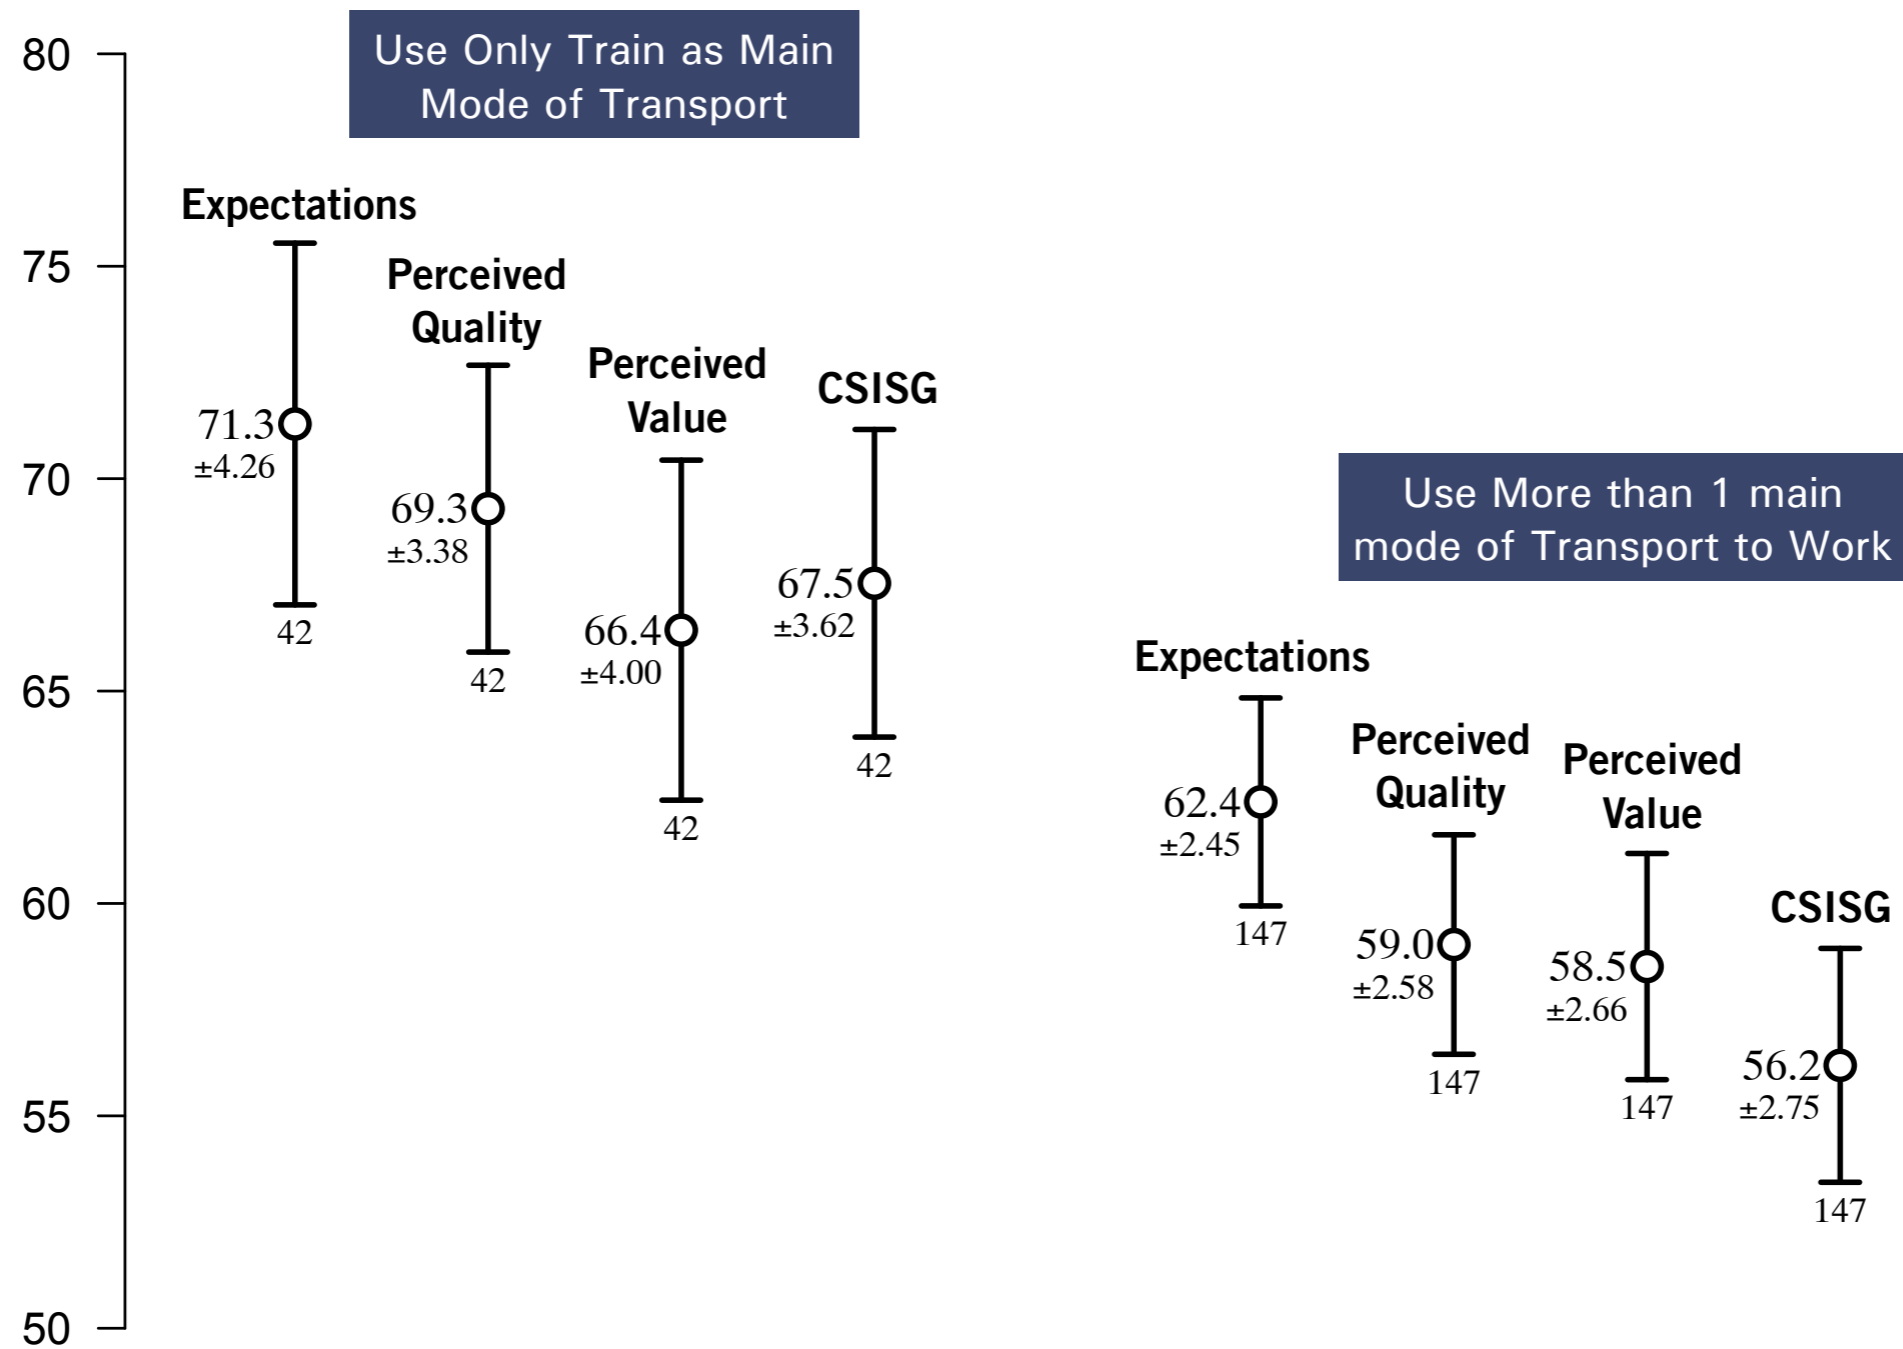 80
75
70
65
60
55
50
Use Only Train as Main
Mode of Transport
Expectations
71.3
±4.26
42
Perceived
Quality
69.3
±3.38
42
Perceived
Value
66.4
±4.00
42
CSISG
67.5
±3.62
42
Use More than 1 main
mode of Transport to Work
Expectations
62.4
±2.45
147
Perceived
Quality
59.0
±2.58
147
Perceived
Value
58.5
±2.66
147
CSISG
56.2
±2.75
147